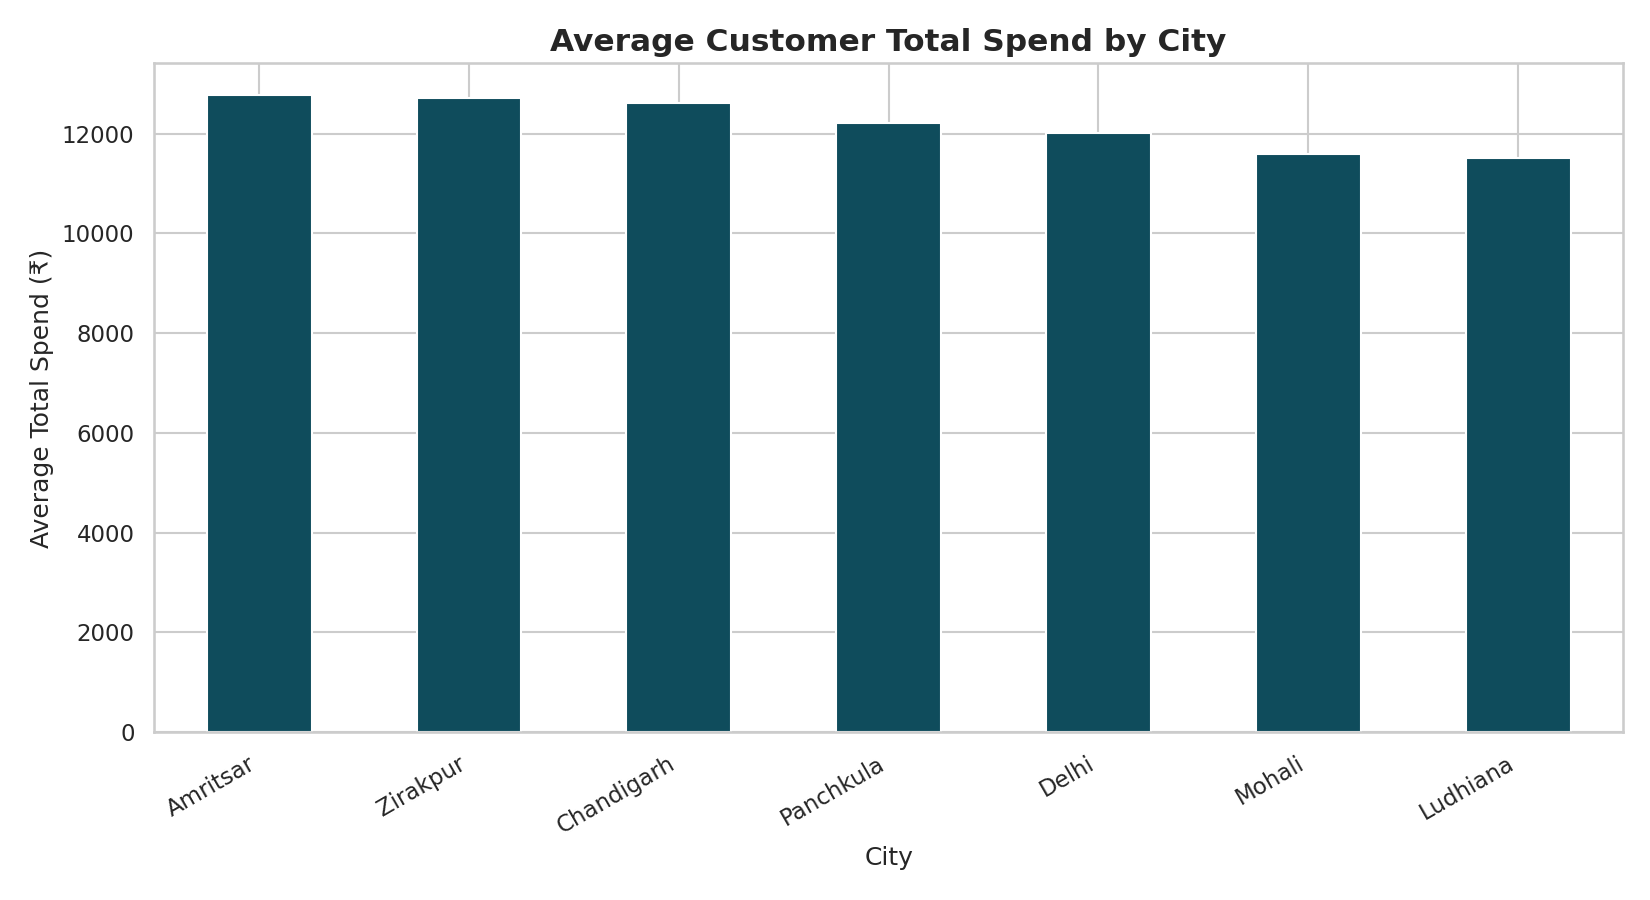 Average Customer Total Spend by City
Average Total Spend (₹)
12000
10000
8000
6000
4000
2000
0
Amritsar
Zirakpur
Chandigarh
Panchkula
Delhi
Mohali
Ludhiana
City